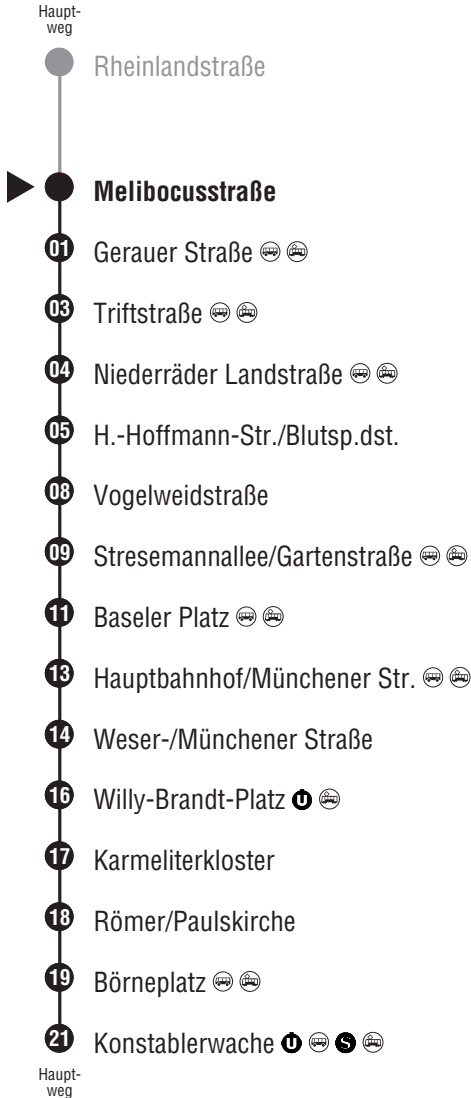 Haupt-
weg
Rheinlandstraße
Melibocusstraße
01 Gerauer Straße
03 Triftstraße
04 Niederräder Landstraße
05 H.-Hoffmann-Str./Blutsp.dst.
08 Vogelweidstraße
09 Stresemannallee/Gartenstraße
11 Baseler Platz
13 Hauptbahnhof/Münchener Str.
14 Weser-/Münchener Straße
16 Willy-Brandt-Platz U
17 Karmeliterkloster
18 Römer/Paulskirche
19 Börneplatz
21 Konstablerwache U S
Haupt-
weg